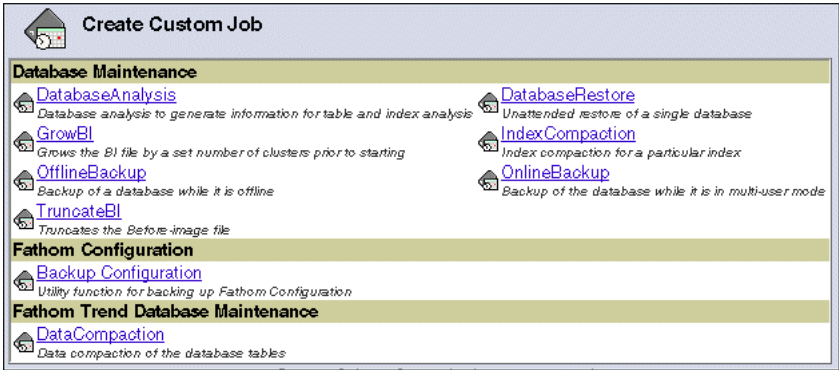 Create Custom Job
Database Maintenance
DatabaseAnalysis
Database analysis to generate information for table and index analysis
DatabaseRestore
Unattended restore of a single database
GrowBI
Grows the BI file by a set number of clusters prior to starting
IndexCompaction
Index compaction for a particular index
OfflineBackup
Backup of a database while it is offline
OnlineBackup
Backup of the database while it is in multi-user mode
TruncateBI
Truncates the Before-image file
Fathom Configuration
Backup Configuration
Utility function for backing up Fathom Configuration
Fathom Trend Database Maintenance
DataCompaction
Data compaction of the database tables